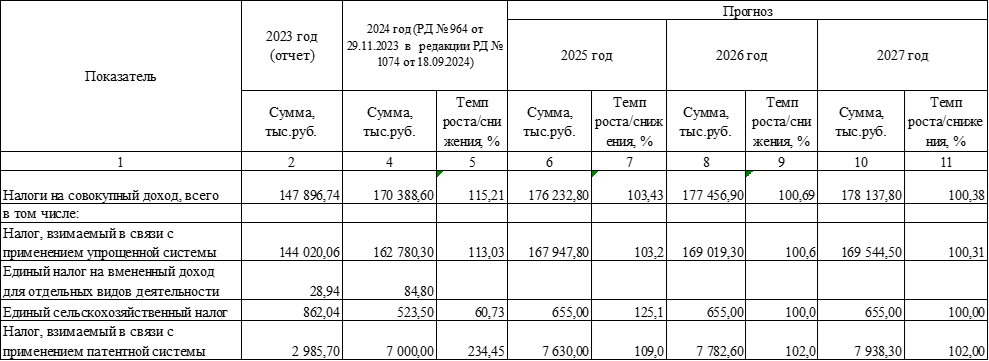 Показатель
2023 год
(отчет)
2024 год (РД № 964 от
29.11.2023 в редакции РД №
1074 от 18.09.2024)
Прогноз
2025 год
2026 год
2027 год
Сумма,
тыс.руб.
Сумма,
тыс.руб.
Темп
роста/сни
жения, %
Сумма,
тыс.руб.
Темп
роста/сниж
ения, %
Сумма,
тыс.руб.
Темп
роста/сни
жения, %
Сумма,
тыс.руб.
Темп
роста/сниже
ния, %
1 2 4 5 6 7 8 9 10 11
Налоги на совокупный доход, всего 147 896,74 170 388,60 115,21 176 232,80 103,43 177 456,90 100,69 178 137,80 100,38
в том числе:
Налог, взимаемый в связи с
применением упрощенной системы 144 020,06 162 780,30 113,03 167 947,80 103,2 169 019,30 100,6 169 544,50 100,31
Единый налог на вмененный доход
для отдельных видов деятельности 28,94 84,80
Единый сельскохозяйственный налог 862,04 523,50 60,73 655,00 125,1 655,00 100,0 655,00 100,00
Налог, взимаемый в связи с
применением патентной системы 2 985,70 7 000,00 234,45 7 630,00 109,0 7 782,60 102,0 7 938,30 102,00